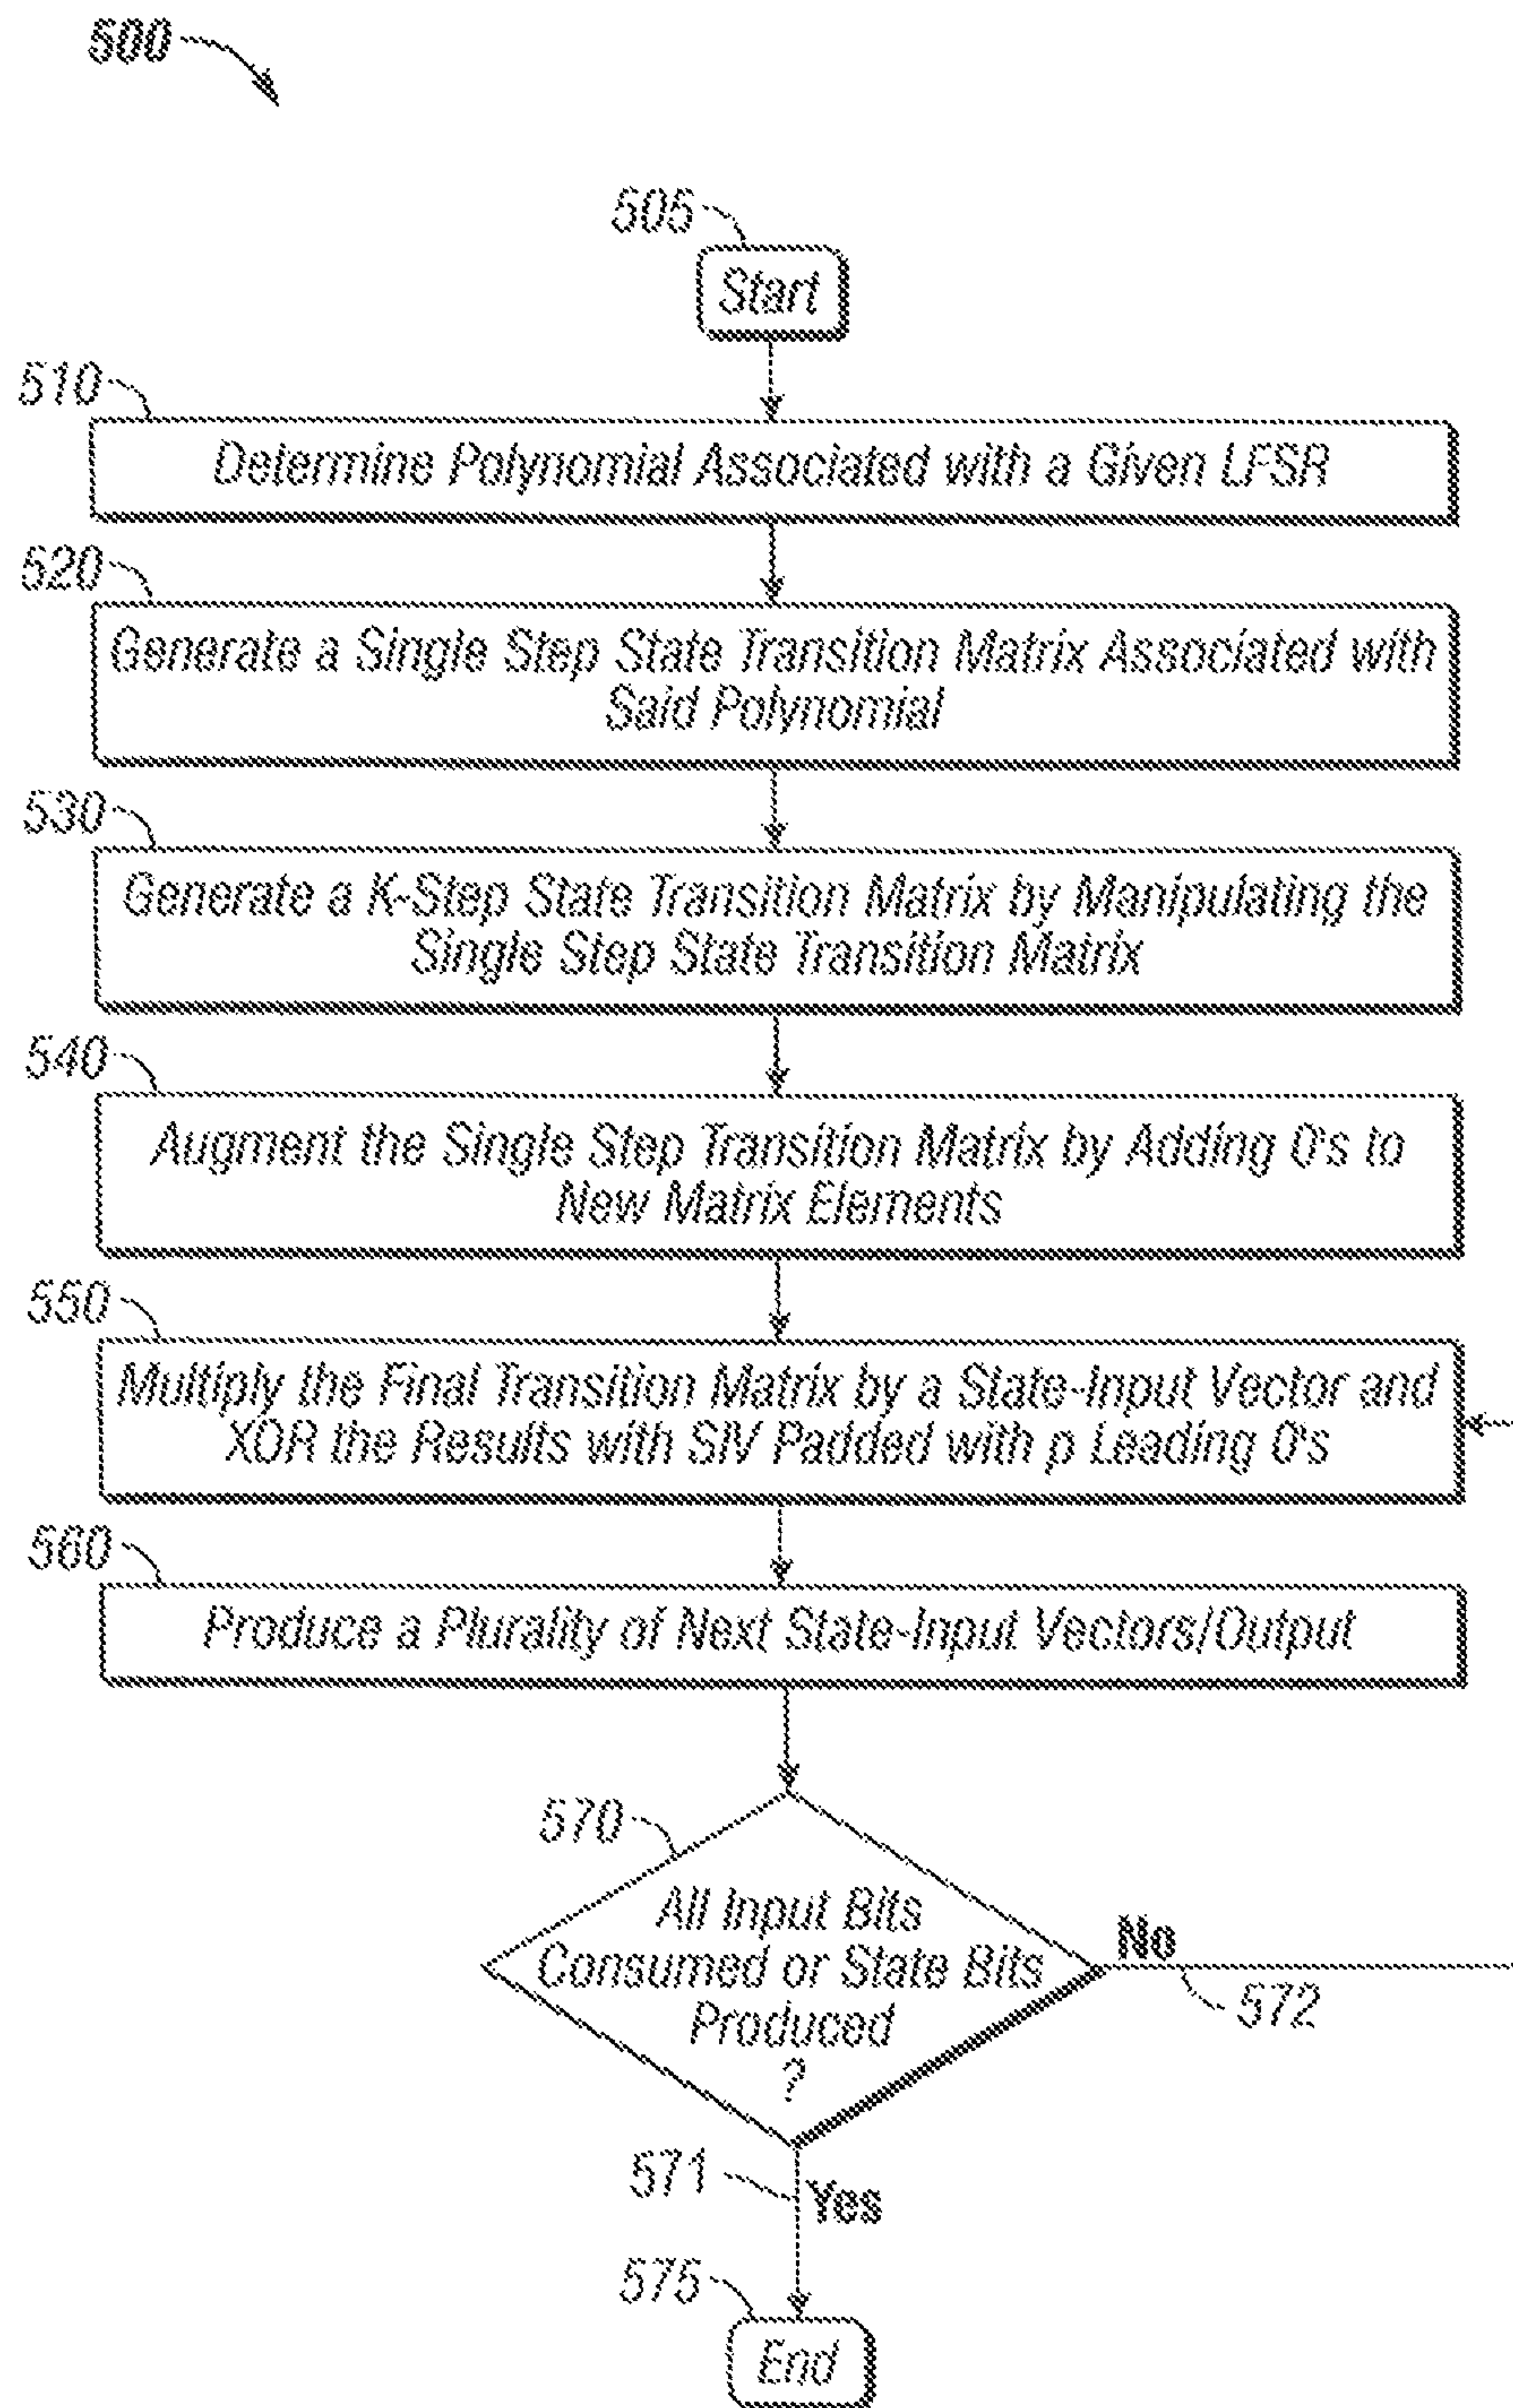 500
505
Start
510
Determine Polynomial Associated with a Given LFSR
520
Generate a Single Step State Transition Matrix Associated with
Said Polynomial
530
Generate a K-Step State Transition Matrix by Manipulating the
Single Step State Transition Matrix
540
Augment the Single Step Transition Matrix by Adding 0's to
New Matrix Elements
550
Multiply the Final Transition Matrix by a State-Input Vector and
XOR the Results with SIV Padded with p Leading 0's
560
Produce a Plurality of Next State-Input Vectors/Output
570
All Input Bits
Consumed or State Bits
Produced
?
No
572
571
Yes
575
End